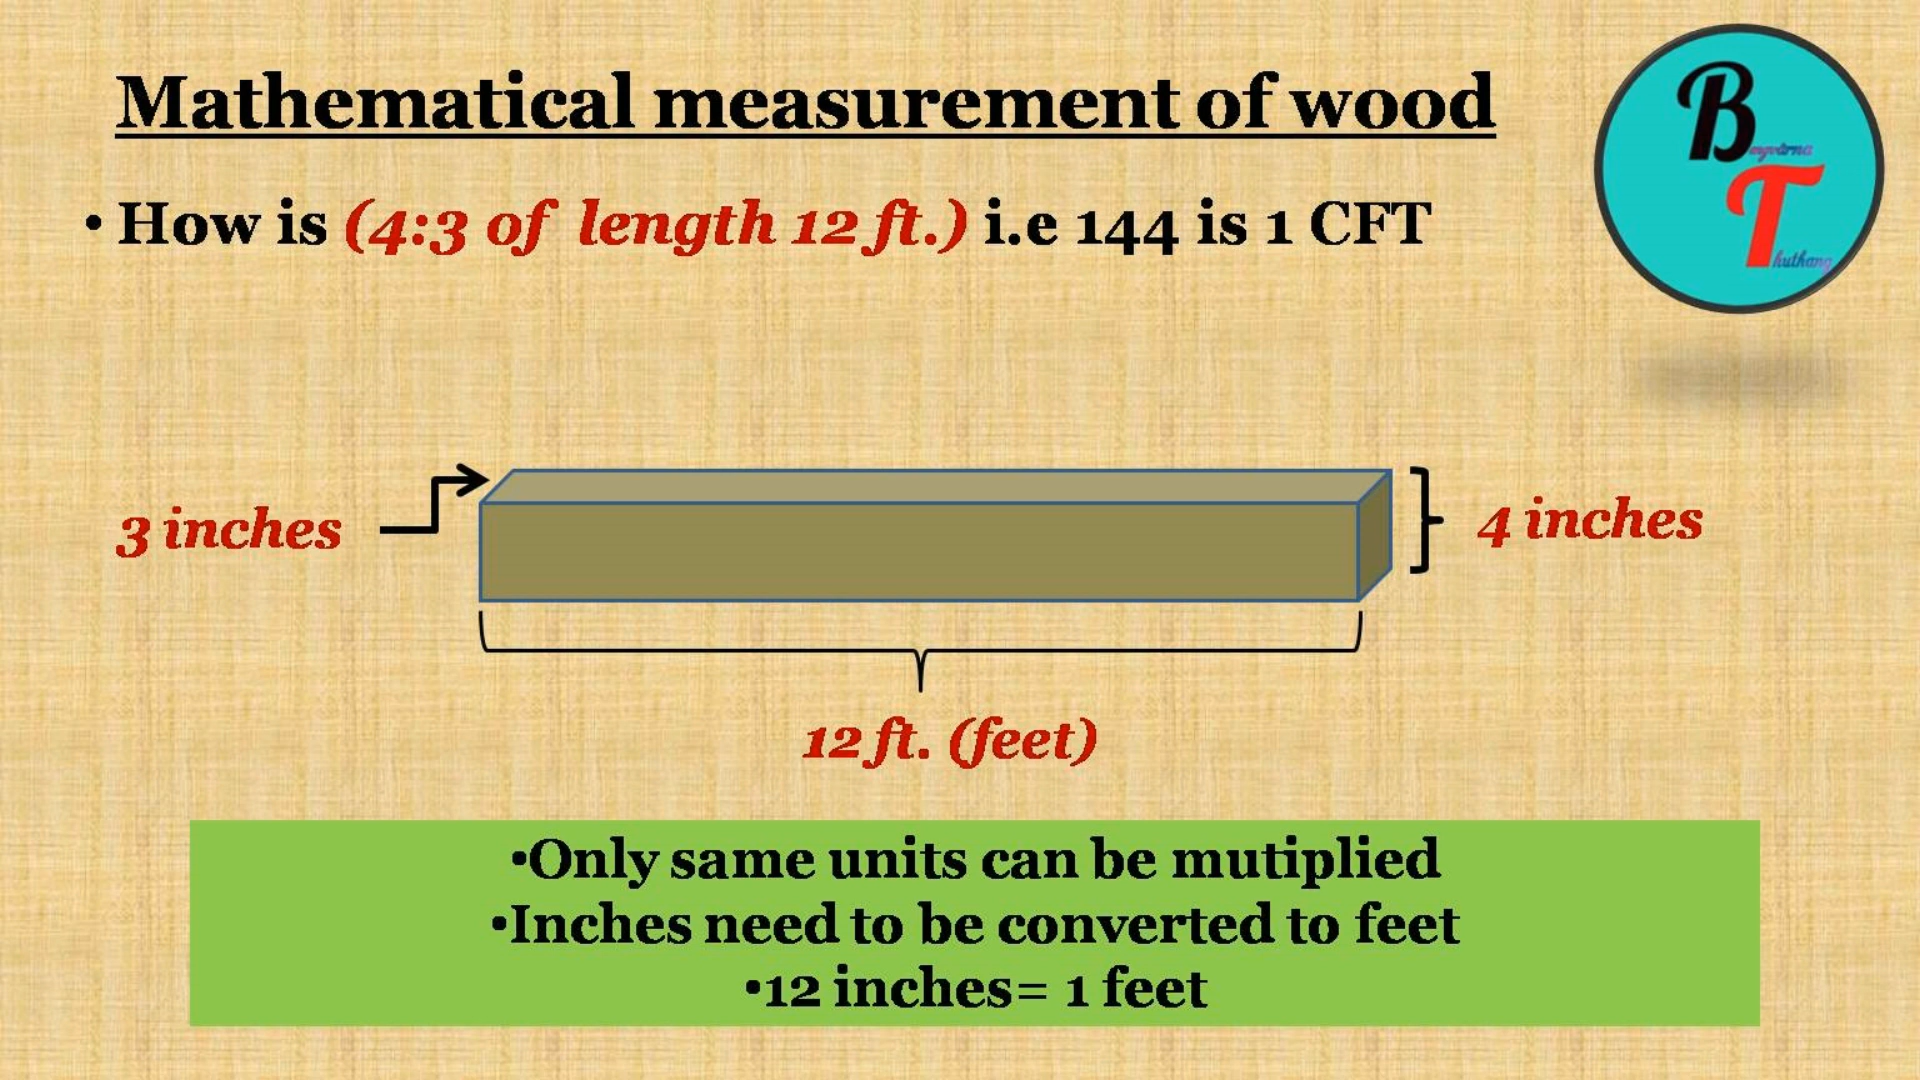 Mathematical measurement of wood
B
engvarna
T
huthang
• How is (4:3 of length 12 ft.) i.e 144 is 1 CFT
3 inches
4 inches
12 ft. (feet)
•Only same units can be mutiplied
•Inches need to be converted to feet
•12 inches= 1 feet